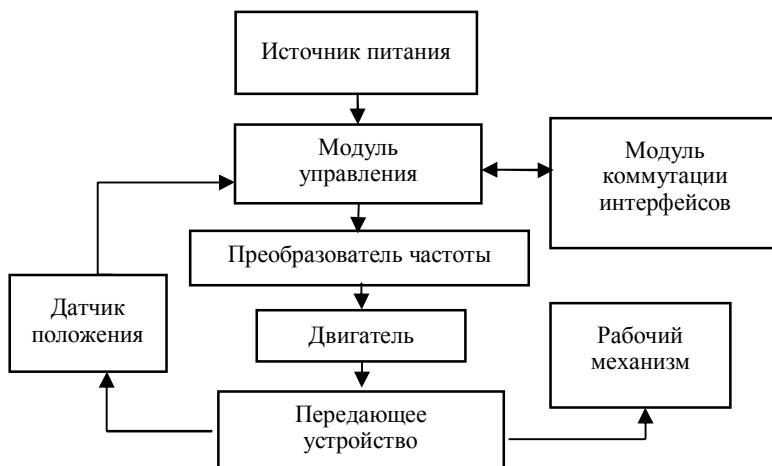 Источник питания
Модуль
управления
Модуль
коммутации
интерфейсов
Преобразователь частоты
Датчик
положения
Двигатель
Рабочий
механизм
Передающее
устройство